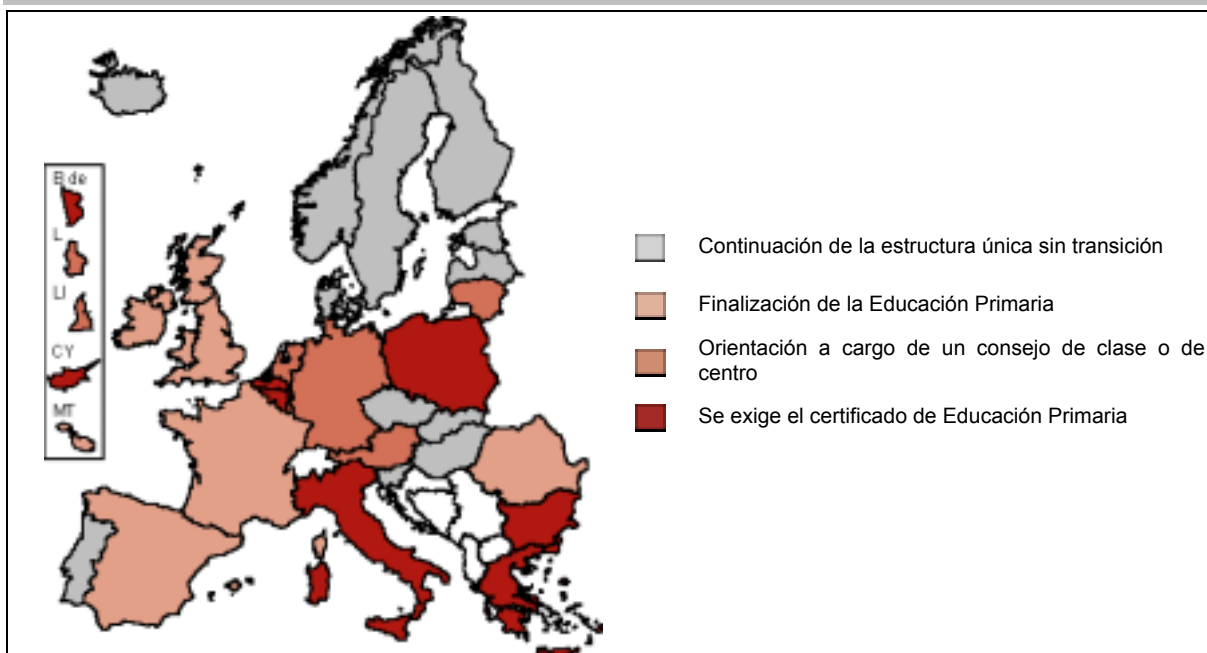 B de
L
LI
CY
MT
Continuación de la estructura única sin transición
Finalización de la Educación Primaria
Orientación a cargo de un consejo de clase o de
centro
Se exige el certificado de Educación Primaria